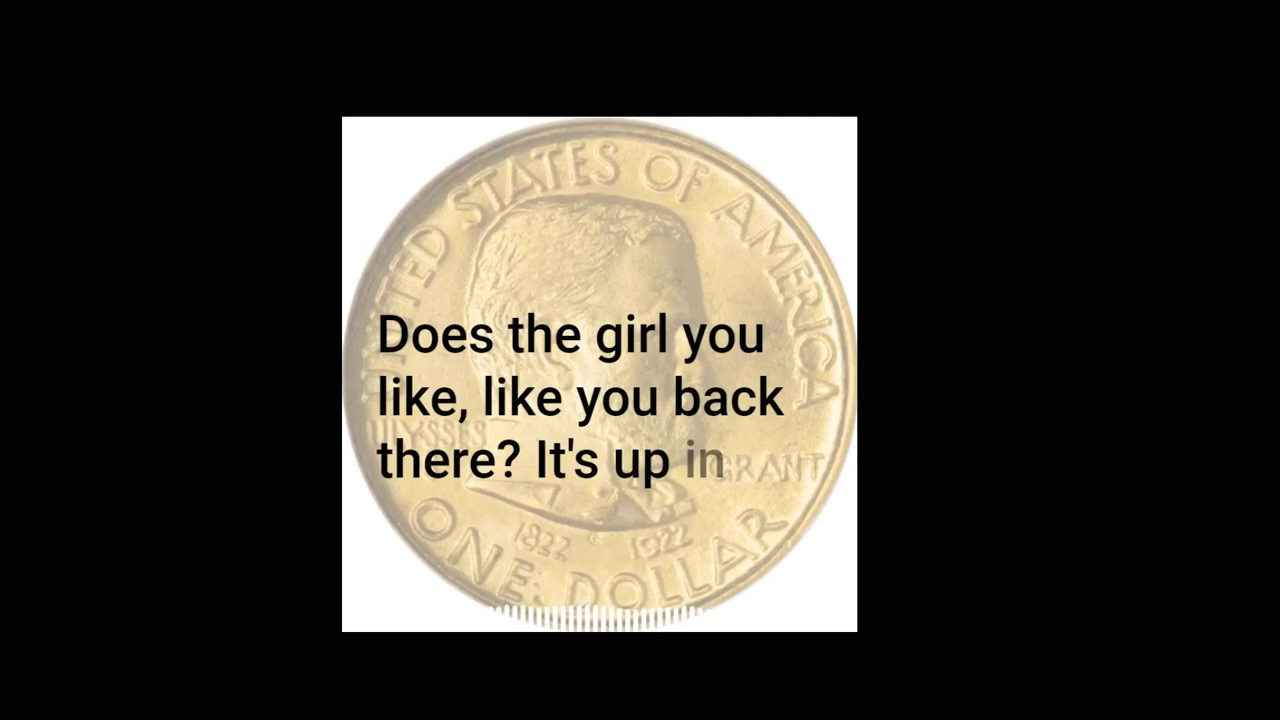 UNITED STATES OF AMERICA
Does the girl you
like, like you back
there? It's up in
ULYSSES
GRANT
1822 1922
ONE DOLLAR